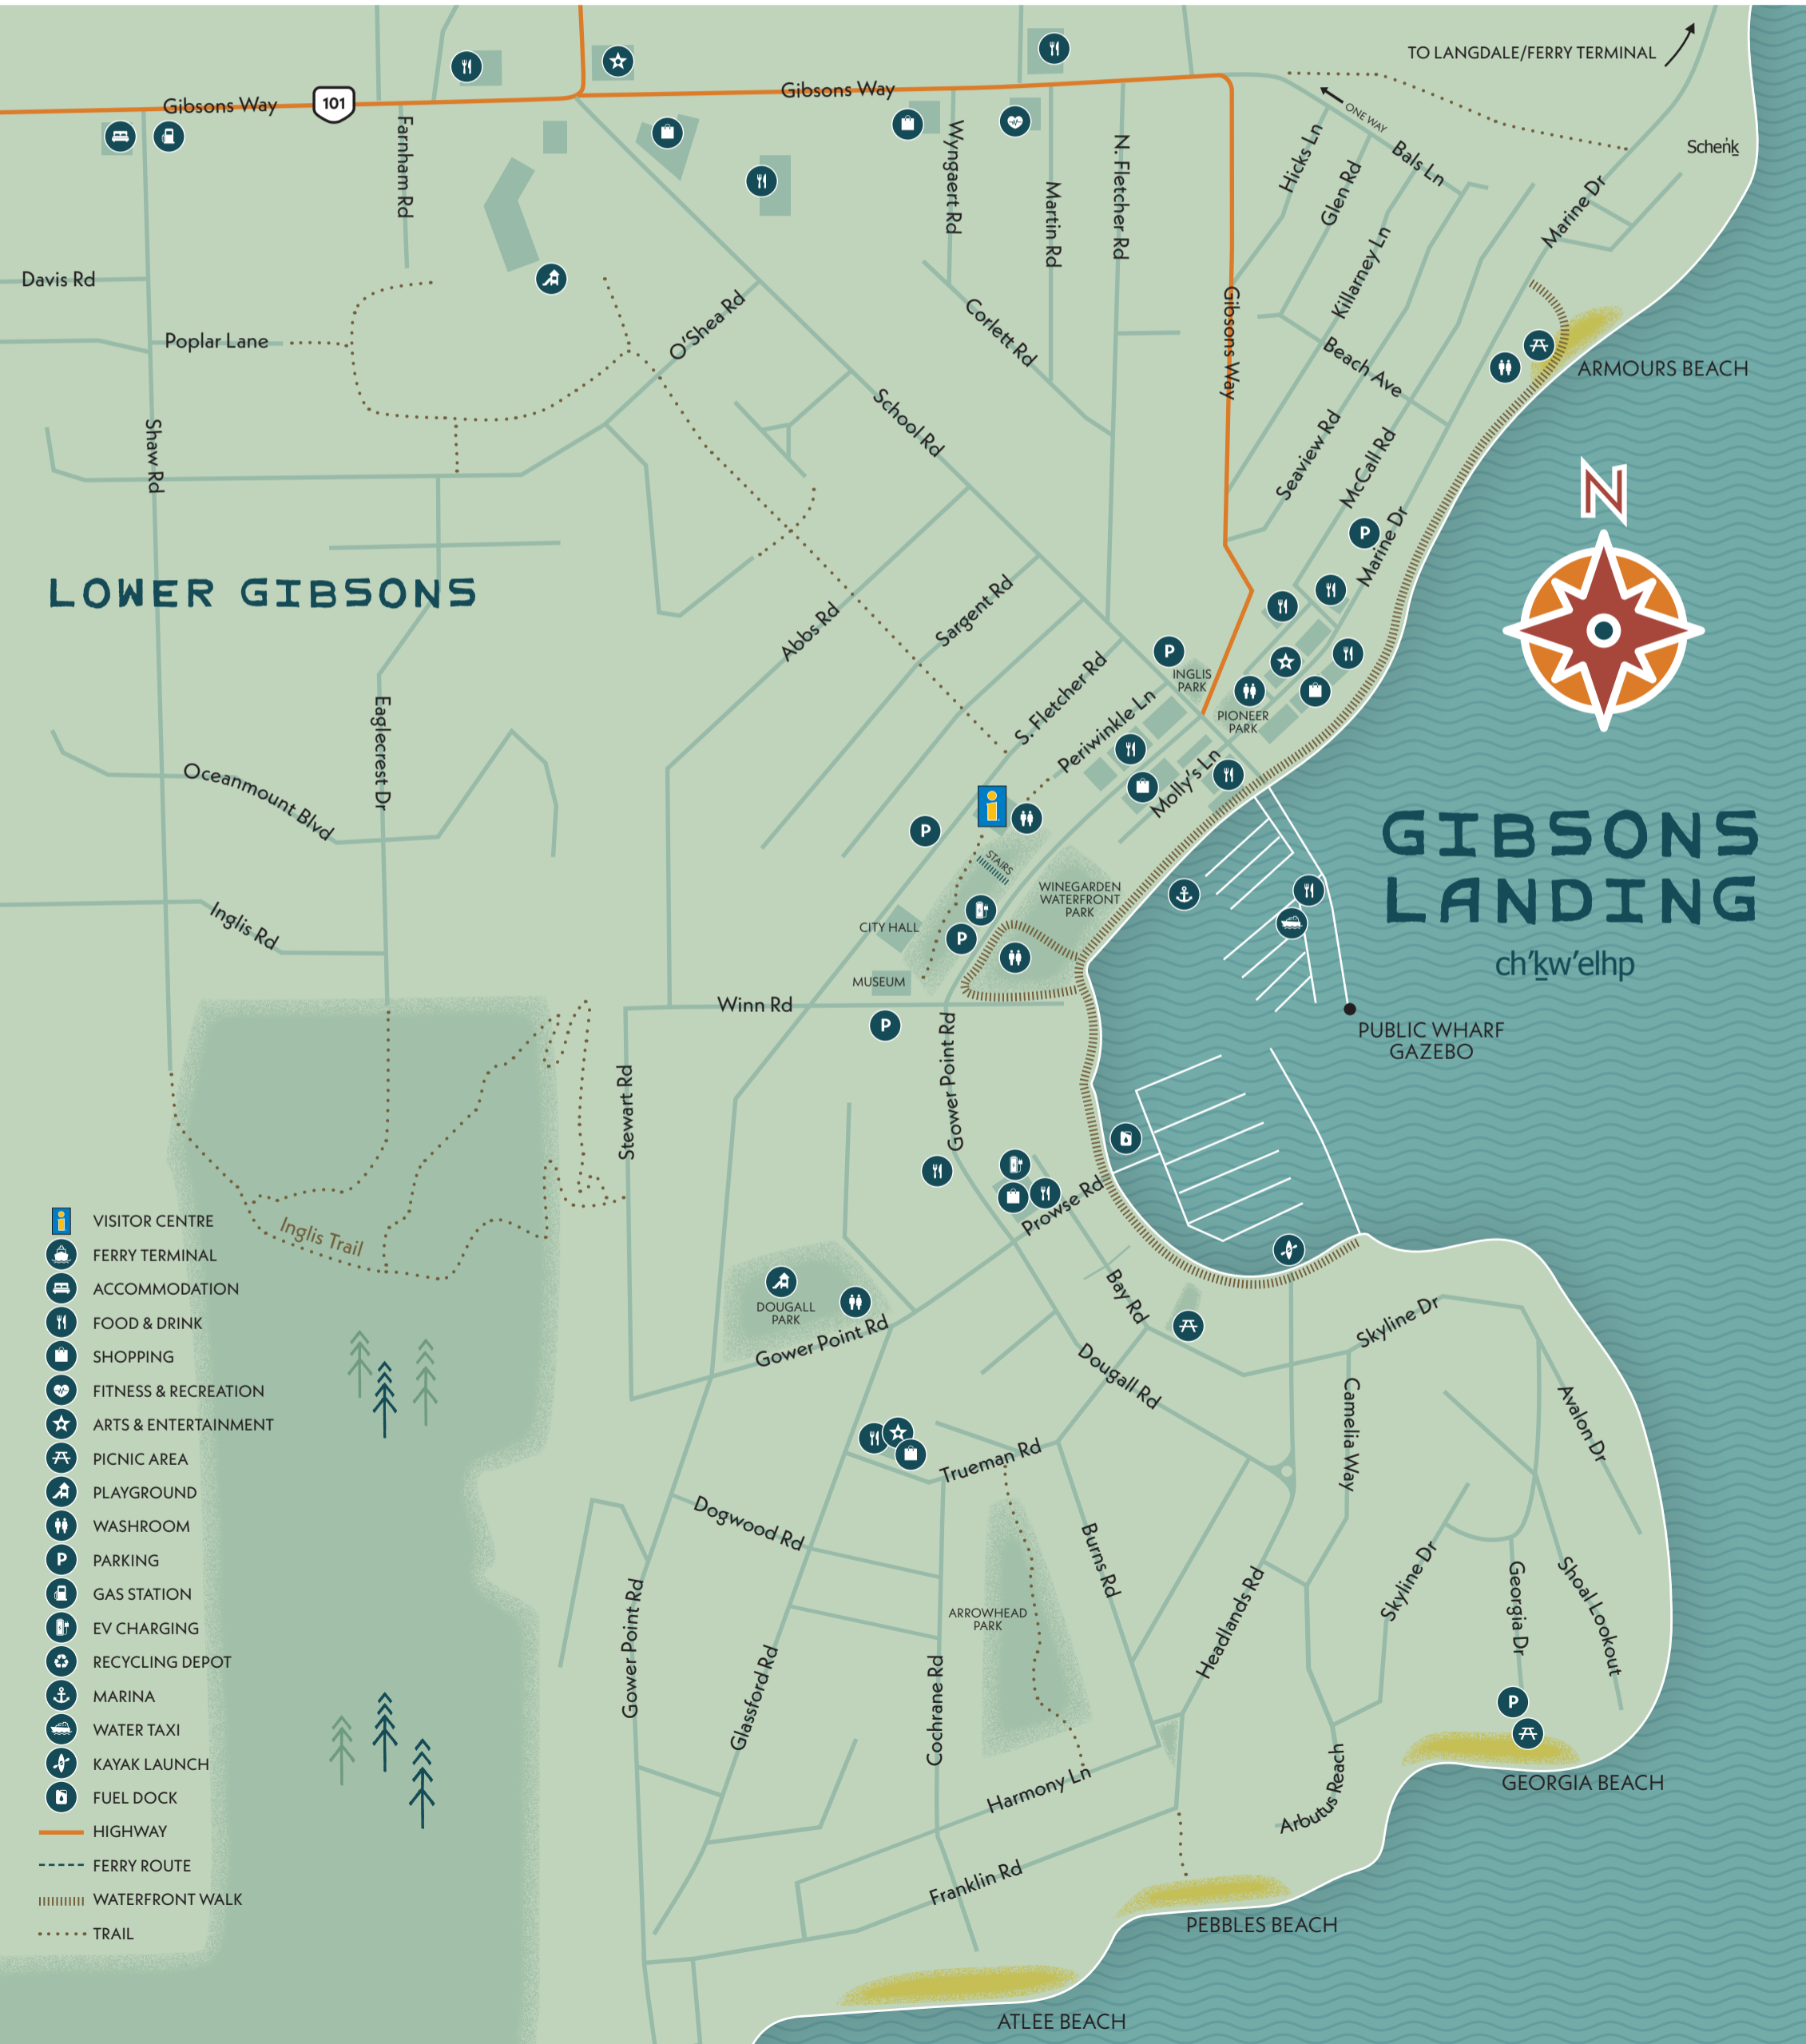 TO LANGDALE/FERRY TERMINAL
Gibsons Way
101
Gibsons Way
ONE WAY
Schen̓ḵ
Farnham Rd
Wyngaert Rd
Martin Rd
N. Fletcher Rd
Hicks Ln
Glen Rd
Bals Ln
Marine Dr
Killarney Ln
Davis Rd
Poplar Lane
O'Shea Rd
Corlett Rd
Gibsons Way
Beach Ave
ARMOURS BEACH
Shaw Rd
School Rd
Seaview Rd
McCall Rd
Marine Dr
N
LOWER GIBSONS
Abbs Rd
Sargent Rd
S. Fletcher Rd
INGLIS
PARK
Periwinkle Ln
PIONEER
PARK
Eaglecrest Dr
Oceanmount Blvd
Molly's Ln
i
STAIRS
GIBSONS
LANDING
ch'ḵw'elhp
WINEGARDEN
WATERFRONT
PARK
Inglis Rd
CITY HALL
MUSEUM
Winn Rd
PUBLIC WHARF
GAZEBO
Stewart Rd
Gower Point Rd
Prowse Rd
Inglis Trail
DOUGALL
PARK
Gower Point Rd
Bay Rd
Skyline Dr
Dougall Rd
Camelia Way
Avalon Dr
Trueman Rd
Dogwood Rd
Burns Rd
Headlands Rd
Skyline Dr
Georgia Dr
Shoal Lookout
ARROWHEAD
PARK
Gower Point Rd
Glassford Rd
Cochrane Rd
Harmony Ln
Arbutus Reach
GEORGIA BEACH
Franklin Rd
PEBBLES BEACH
ATLEE BEACH
P
P
P
P
P
P
i VISITOR CENTRE
FERRY TERMINAL
ACCOMMODATION
FOOD & DRINK
SHOPPING
FITNESS & RECREATION
ARTS & ENTERTAINMENT
PICNIC AREA
PLAYGROUND
WASHROOM
P PARKING
GAS STATION
EV CHARGING
RECYCLING DEPOT
MARINA
WATER TAXI
KAYAK LAUNCH
FUEL DOCK
HIGHWAY
FERRY ROUTE
WATERFRONT WALK
TRAIL